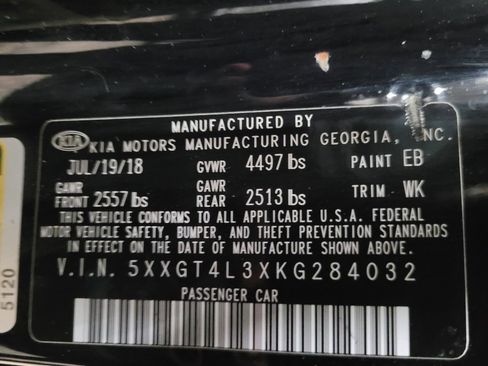 MANUFACTURED BY
KIA KIA MOTORS MANUFACTURING GEORGIA, INC.
JUL/19/18 GVWR 4497 lbs PAINT EB
GAWR FRONT 2557 lbs GAWR REAR 2513 lbs TRIM WK
THIS VEHICLE CONFORMS TO ALL APPLICABLE U.S.A. FEDERAL
MOTOR VEHICLE SAFETY, BUMPER, AND THEFT PREVENTION STANDARDS
IN EFFECT ON THE DATE OF MANUFACTURE SHOWN ABOVE.
V.I.N. 5XXGT4L3XKG284032
PASSENGER CAR
5120